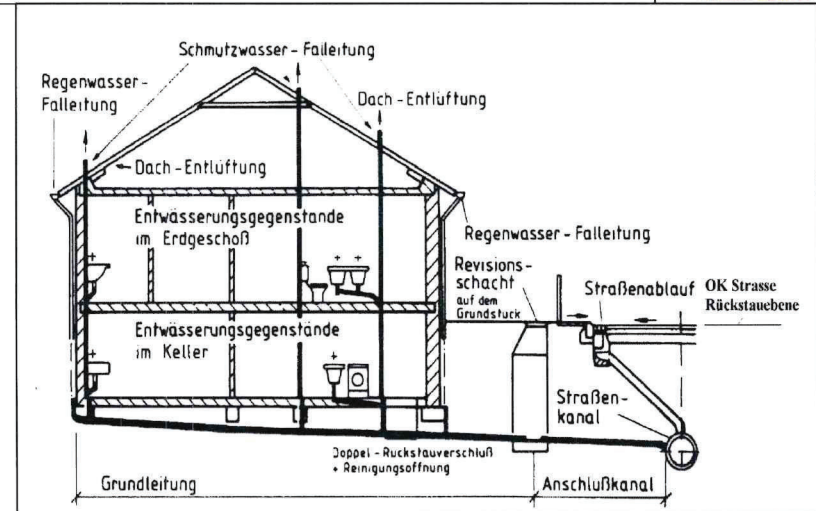 Schmutzwasser-Falleitung
Regenwasser-
Falleitung
Dach-Entlüftung
Dach-Entlüftung
Entwässerungsgegenstände
im Erdgeschoß
Regenwasser-Falleitung
Revisions-
schacht
auf dem
Grundstück
Straßenablauf
OK Strasse
Rückstauebene
Entwässerungsgegenstände
im Keller
Straßen-
kanal
Doppel-Rückstauverschluß
+ Reinigungsöffnung
Grundleitung
Anschlußkanal